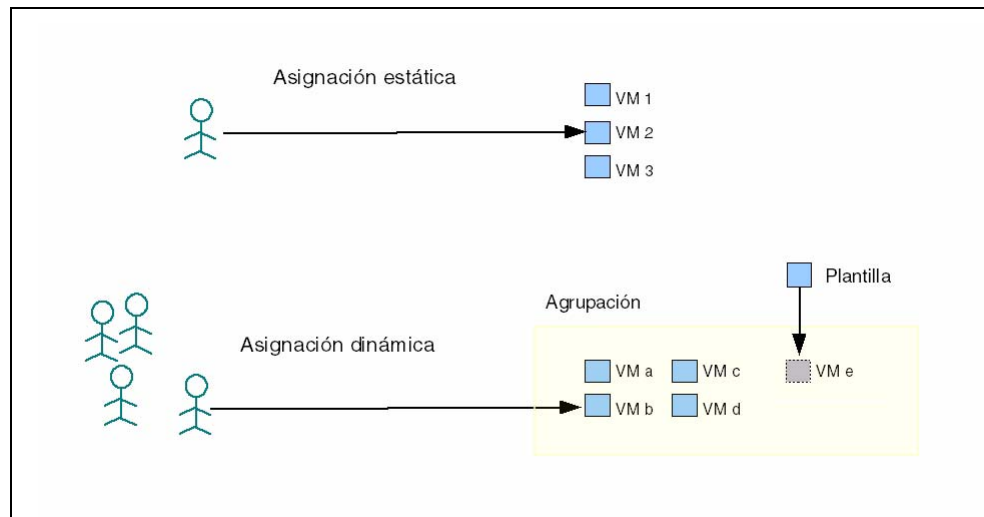 Asignación estática
VM 1
VM 2
VM 3
Plantilla
Agrupación
Asignación dinámica
VM a
VM c
VM e
VM b
VM d